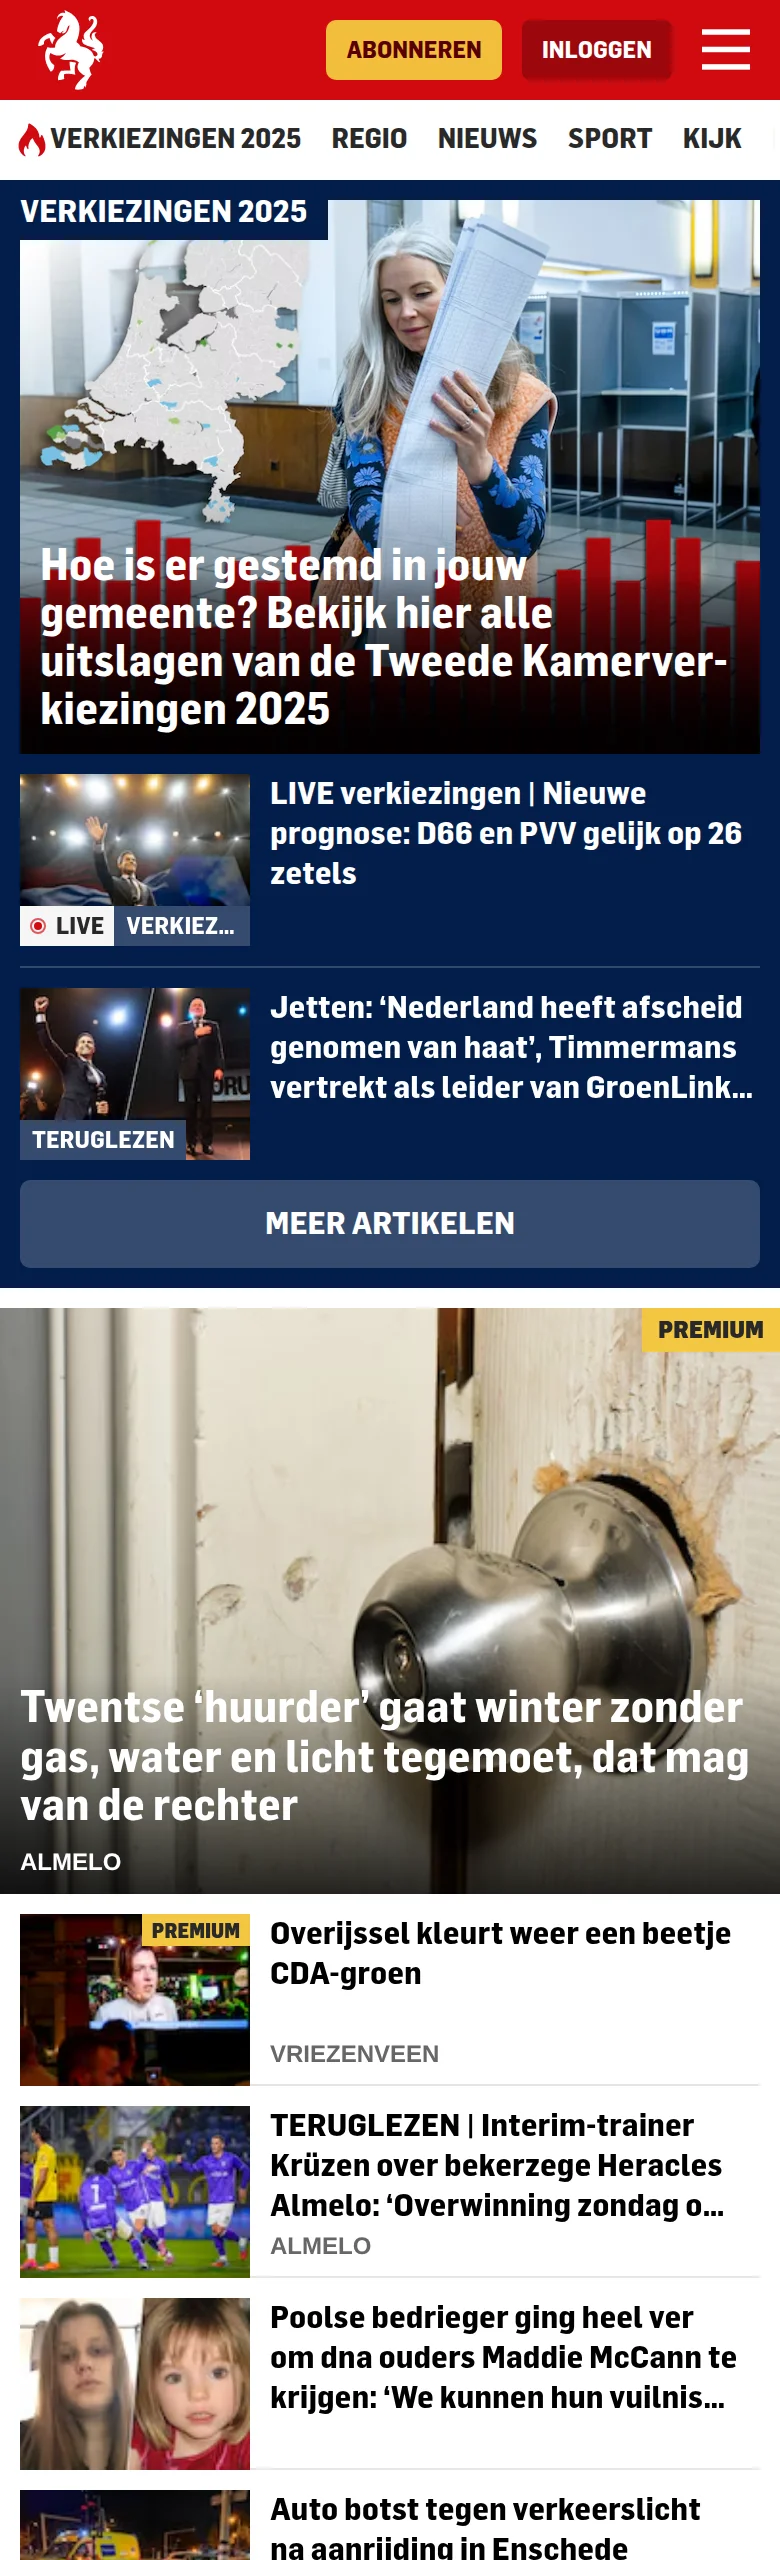 ABONNEREN
INLOGGEN
VERKIEZINGEN 2025
REGIO
NIEUWS
SPORT
KIJK
VERKIEZINGEN 2025
Hoe is er gestemd in jouw
gemeente? Bekijk hier alle
uitslagen van de Tweede Kamerver-
kiezingen 2025
LIVE verkiezingen | Nieuwe
prognose: D66 en PVV gelijk op 26
zetels
LIVE
VERKIEZ...
Jetten: ‘Nederland heeft afscheid
genomen van haat’, Timmermans
vertrekt als leider van GroenLink...
TERUGLEZEN
MEER ARTIKELEN
PREMIUM
Twentse ‘huurder’ gaat winter zonder
gas, water en licht tegemoet, dat mag
van de rechter
ALMELO
PREMIUM
Overijssel kleurt weer een beetje
CDA-groen
VRIEZENVEEN
TERUGLEZEN | Interim-trainer
Krüzen over bekerzege Heracles
Almelo: ‘Overwinning zondag o...
ALMELO
Poolse bedrieger ging heel ver
om dna ouders Maddie McCann te
krijgen: ‘We kunnen hun vuilnis...
Auto botst tegen verkeerslicht
na aanrijding in Enschede